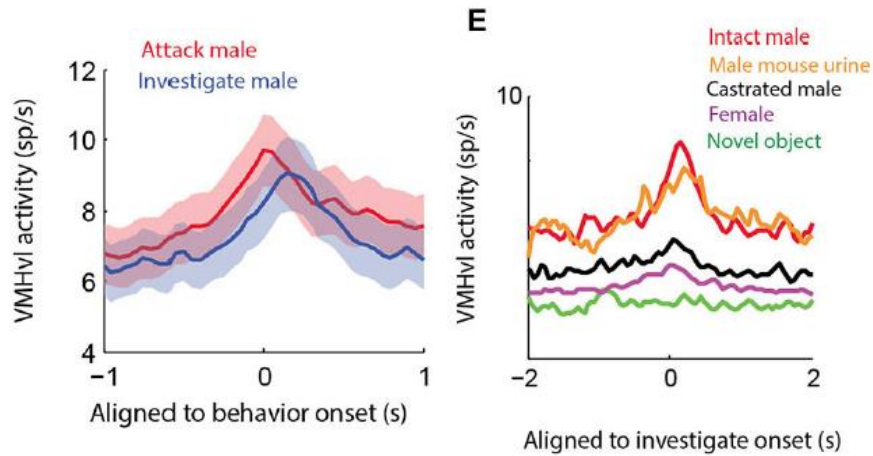 Attack male
Investigate male
VMHvl activity (sp/s)
12
10
8
6
4
−1
0
1
Aligned to behavior onset (s)
E
Intact male
Male mouse urine
Castrated male
Female
Novel object
VMHvl activity (sp/s)
10
−2
0
2
Aligned to investigate onset (s)